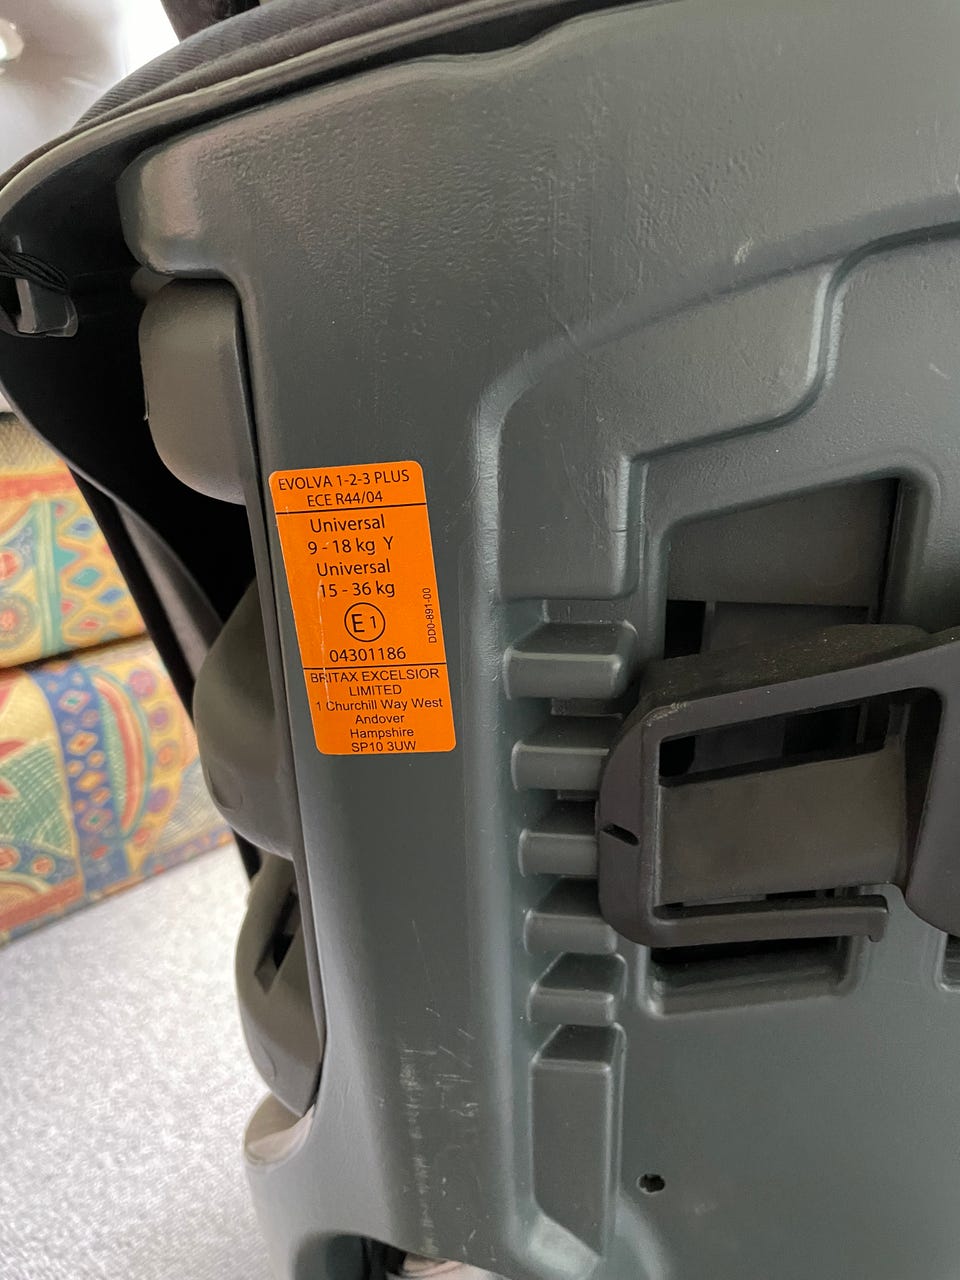 EVOLVA 1-2-3 PLUS
ECE R44/04
Universal
9 - 18 kg Y
Universal
15 - 36 kg
E 1
04301186
DD0-891-00
BRITAX EXCELSIOR
LIMITED
1 Churchill Way West
Andover
Hampshire
SP10 3UW